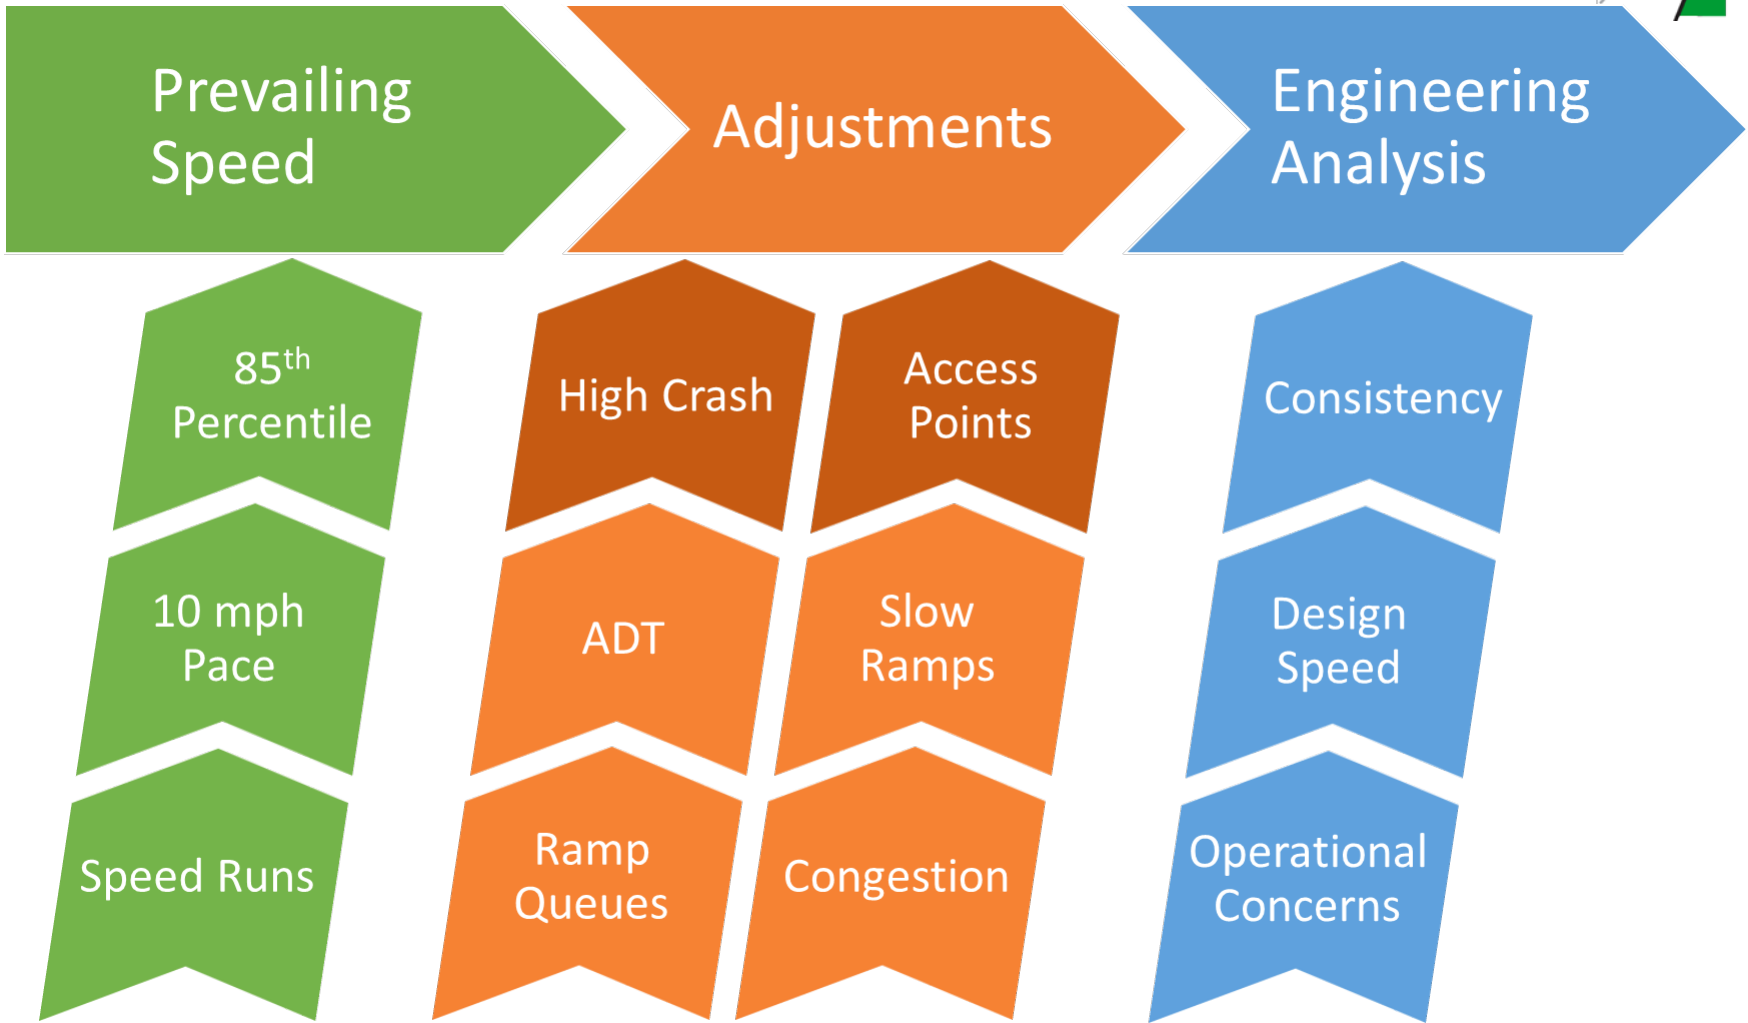 Prevailing
Speed
Adjustments
Engineering
Analysis
85th
Percentile
10 mph
Pace
Speed Runs
High Crash
ADT
Ramp
Queues
Access
Points
Slow
Ramps
Congestion
Consistency
Design
Speed
Operational
Concerns